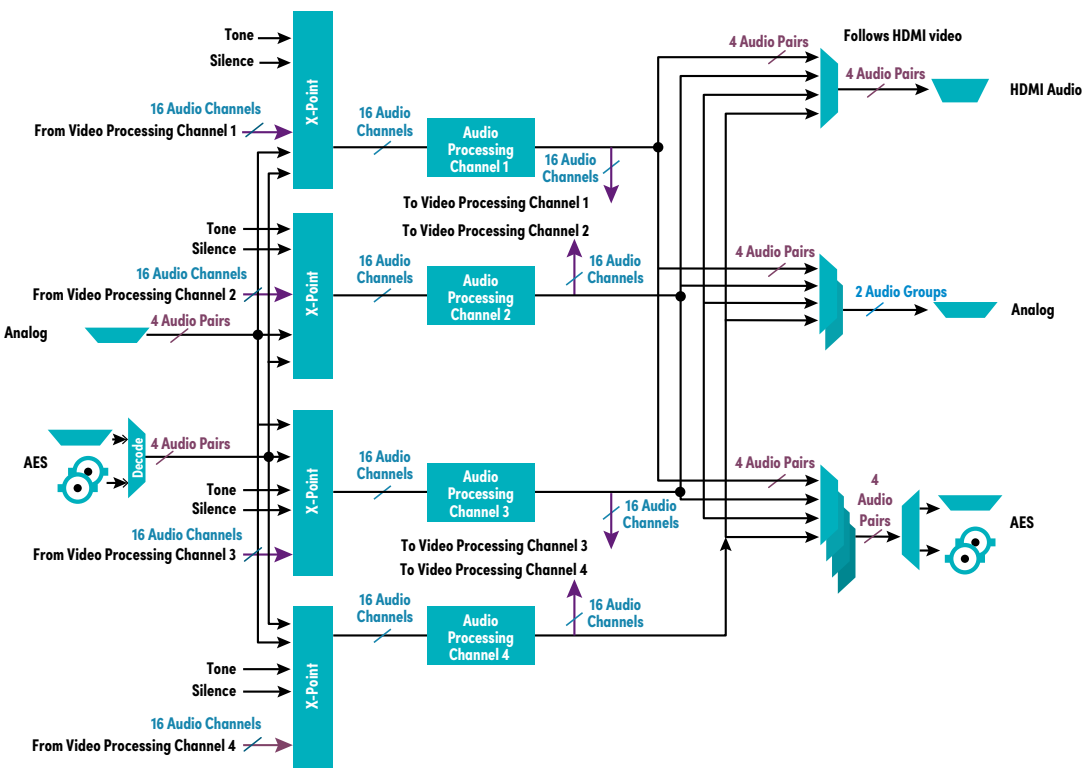 Tone
Silence
16 Audio Channels
From Video Processing Channel 1
X-Point
16 Audio
Channels
Audio
Processing
Channel 1
16 Audio
Channels
To Video Processing Channel 1
4 Audio Pairs
Follows HDMI video
4 Audio Pairs
HDMI Audio
Tone
Silence
16 Audio Channels
From Video Processing Channel 2
X-Point
16 Audio
Channels
To Video Processing Channel 2
Audio
Processing
Channel 2
16 Audio
Channels
Analog
4 Audio Pairs
4 Audio Pairs
2 Audio Groups
Analog
AES
Decode
4 Audio Pairs
Tone
Silence
16 Audio Channels
From Video Processing Channel 3
X-Point
16 Audio
Channels
Audio
Processing
Channel 3
16 Audio
Channels
To Video Processing Channel 3
4 Audio Pairs
4
Audio
Pairs
AES
To Video Processing Channel 4
16 Audio
Channels
Audio
Processing
Channel 4
16 Audio
Channels
X-Point
Tone
Silence
16 Audio Channels
From Video Processing Channel 4